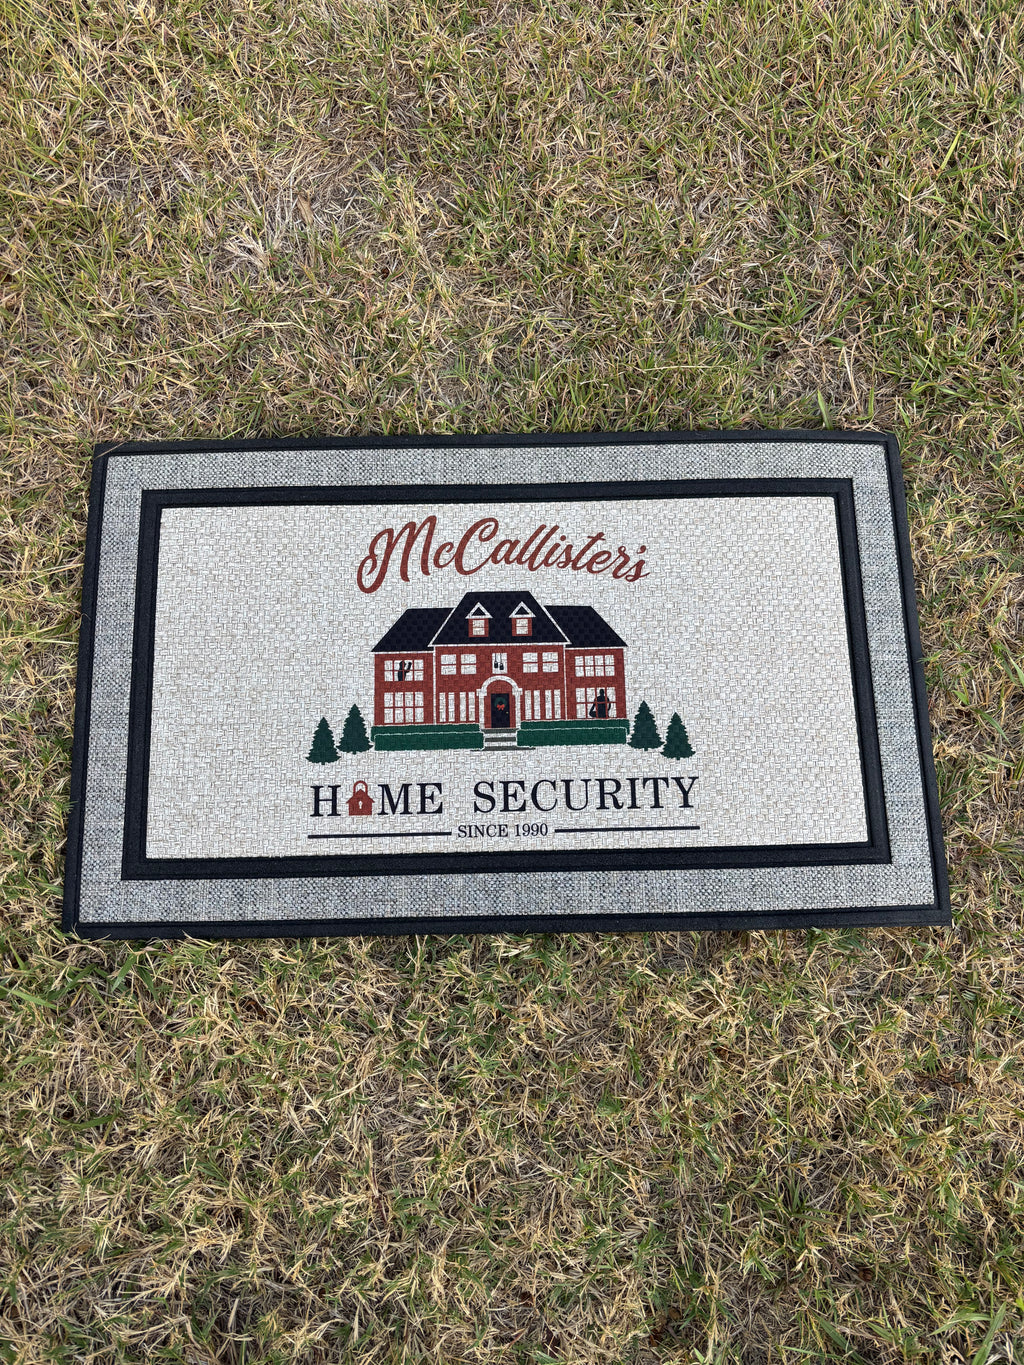 McCallister's
HOME SECURITY
SINCE 1990